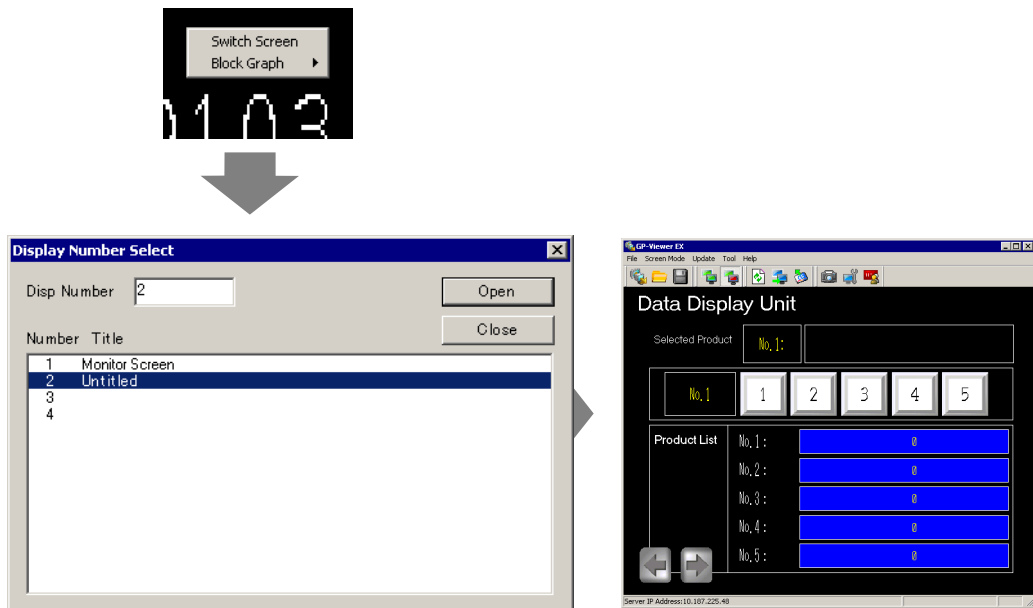 Switch Screen
Block Graph
0103
Display Number Select
Disp Number 2
Open
Close
Number Title
1 Monitor Screen
2 Untitled
3
4
GP-Viewer EX
File Screen Mode Update Tool Help
Data Display Unit
Selected Product No.1:
No.1 1 2 3 4 5
Product List No.1: 0
No.2: 0
No.3: 0
No.4: 0
No.5: 0
Server IP Address:10.187.225.48